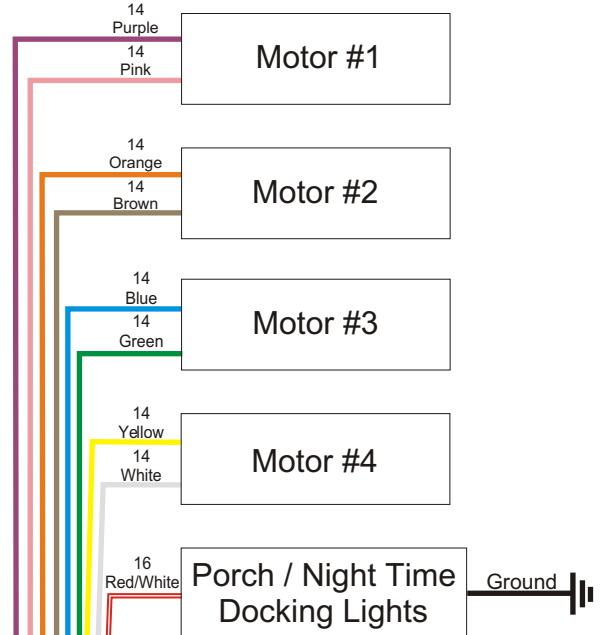 14
Purple
14
Pink
Motor #1
14
Orange
14
Brown
Motor #2
14
Blue
14
Green
Motor #3
14
Yellow
14
White
Motor #4
16
Red/White
Porch / Night Time
Docking Lights
Ground